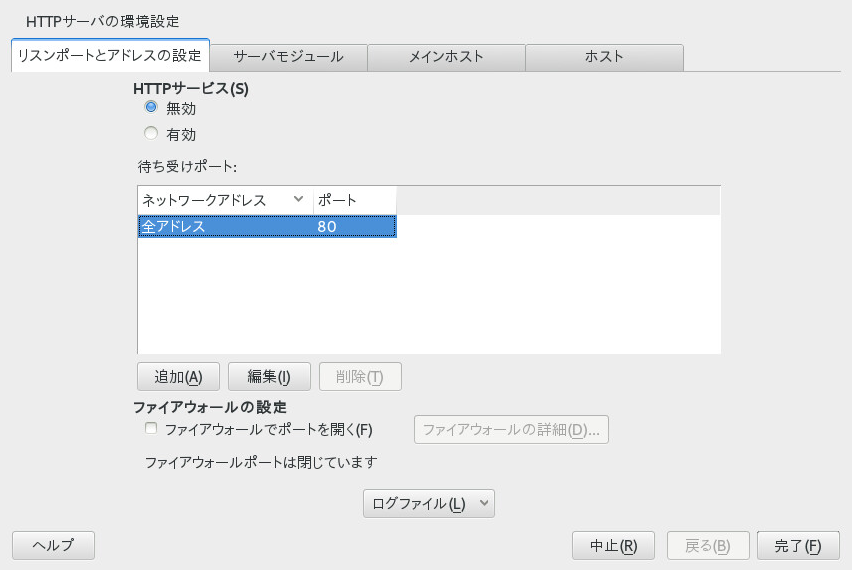 HTTPサーバの環境設定
リスンポートとアドレスの設定 サーバモジュール メインホスト ホスト
HTTPサービス(S)
無効
有効
待ち受けポート:
ネットワークアドレス ポート
全アドレス 80
追加(A) 編集(I) 削除(T)
ファイアウォールの設定
ファイアウォールでポートを開く(F) ファイアウォールの詳細(D)...
ファイアウォールポートは閉じています
ログファイル(L)
ヘルプ 中止(R) 戻る(B) 完了(F)